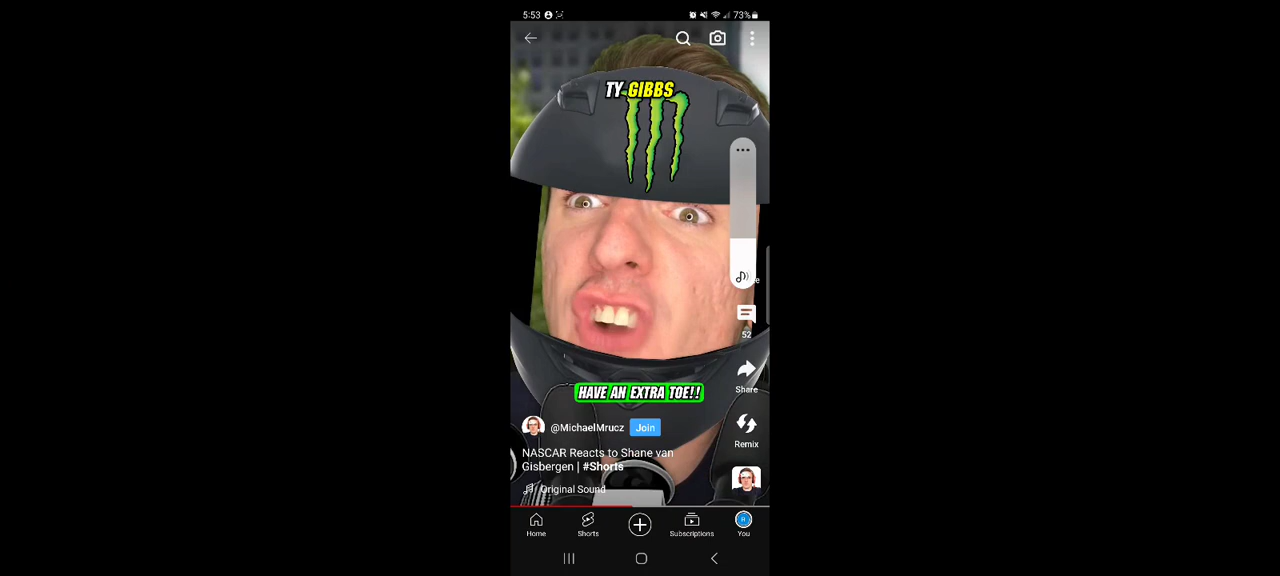 5:53
73%
TY GIBBS
52
Share
HAVE AN EXTRA TOE!!
@MichaelMrucz
Join
Remix
NASCAR Reacts to Shane van
Gisbergen | #Shorts
Original Sound
Home
Shorts
Subscriptions
You